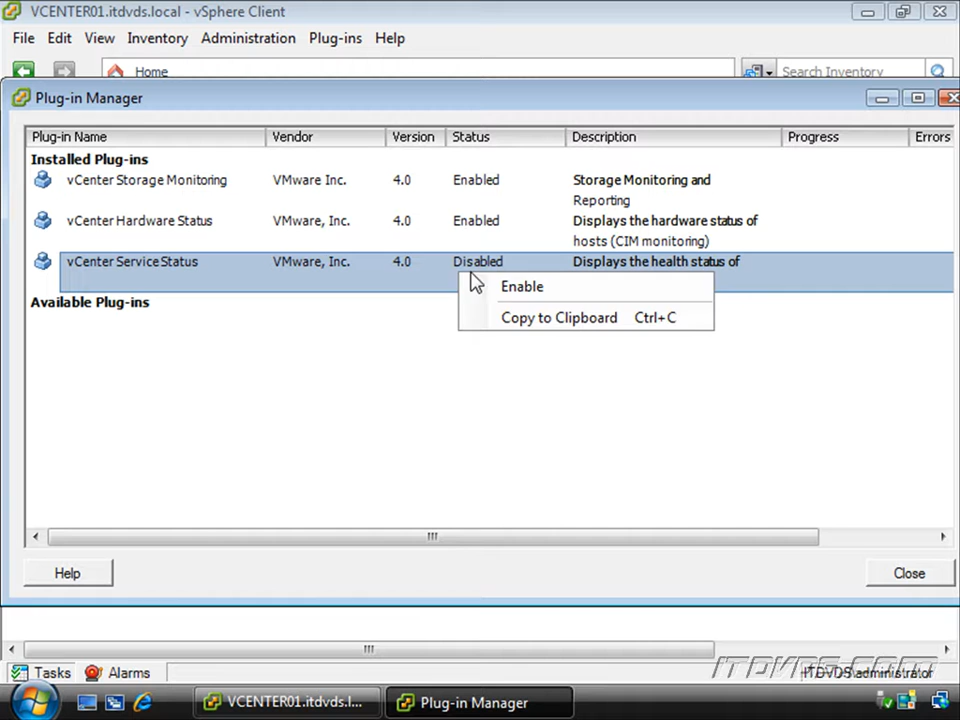 VCENTER01.itdvds.local - vSphere Client
File Edit View Inventory Administration Plug-ins Help
Home Search Inventory
Plug-in Manager
Plug-in Name Vendor Version Status Description Progress Errors
Installed Plug-ins
vCenter Storage Monitoring VMware Inc. 4.0 Enabled Storage Monitoring and
Reporting
vCenter Hardware Status VMware, Inc. 4.0 Enabled Displays the hardware status of
hosts (CIM monitoring)
vCenter Service Status VMware, Inc. 4.0 Disabled Displays the health status of
Enable
Available Plug-ins
Copy to Clipboard Ctrl+C
Help Close
Tasks Alarms ITDVDS\administrator
ITDVDS.COM
VCENTER01.itdvds.l... Plug-in Manager